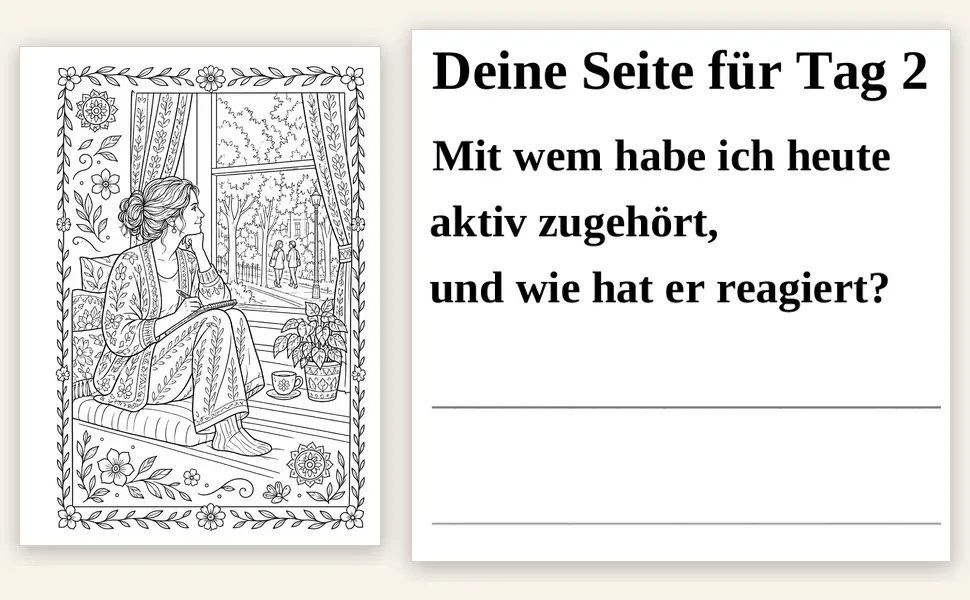 Deine Seite für Tag 2
Mit wem habe ich heute
aktiv zugehört,
und wie hat er reagiert?